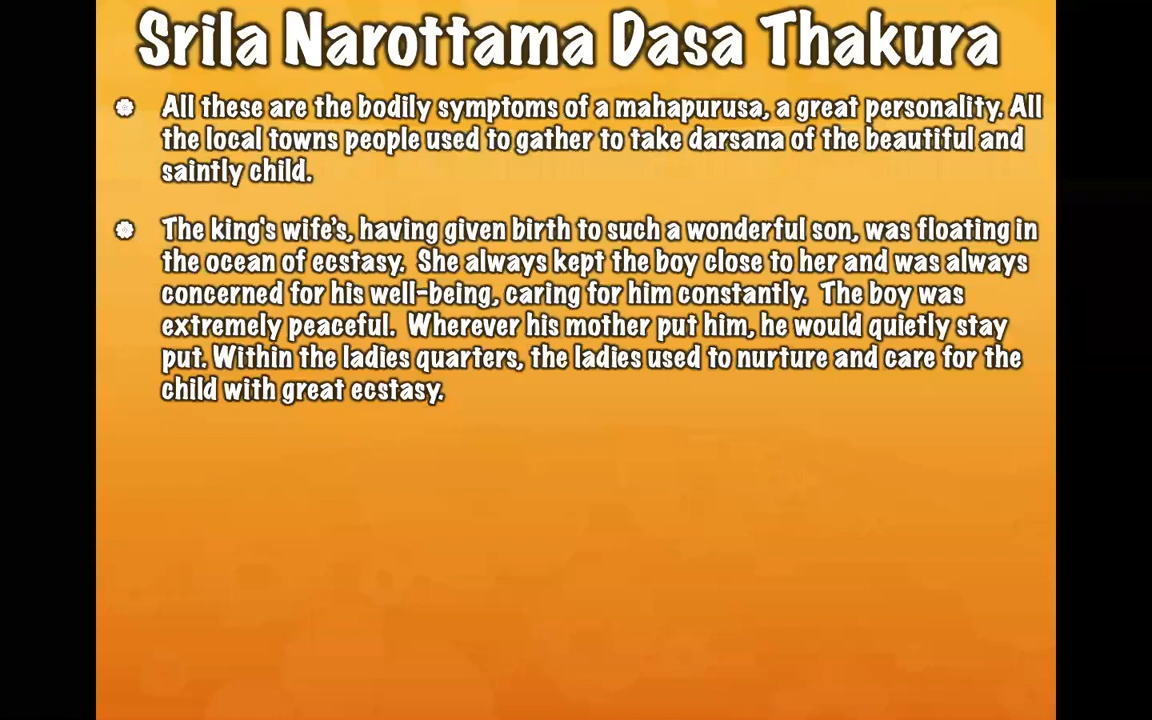 Srila Narottama Dasa Thakura
All these are the bodily symptoms of a mahapurusa, a great personality. All
the local towns people used to gather to take darsana of the beautiful and
saintly child.
The king's wife's, having given birth to such a wonderful son, was floating in
the ocean of ecstasy. She always kept the boy close to her and was always
concerned for his well-being, caring for him constantly. The boy was
extremely peaceful. Wherever his mother put him, he would quietly stay
put. Within the ladies quarters, the ladies used to nurture and care for the
child with great ecstasy.